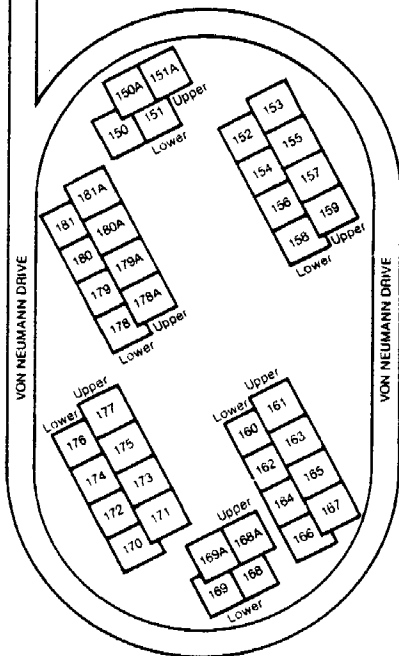 150A 151A
150 151 Upper
Lower
153
152 155
154 157
156 159
158 Upper
Lower
181A
181 180A
180 179A
179 178A
178 Upper
Lower
VON NEUMANN DRIVE
VON NEUMANN DRIVE
Upper
Lower 177
176 175
174 173
172 171
170
Upper
Lower 161
160 163
162 165
164 167
166
Upper
169A 168A
169 168
Lower